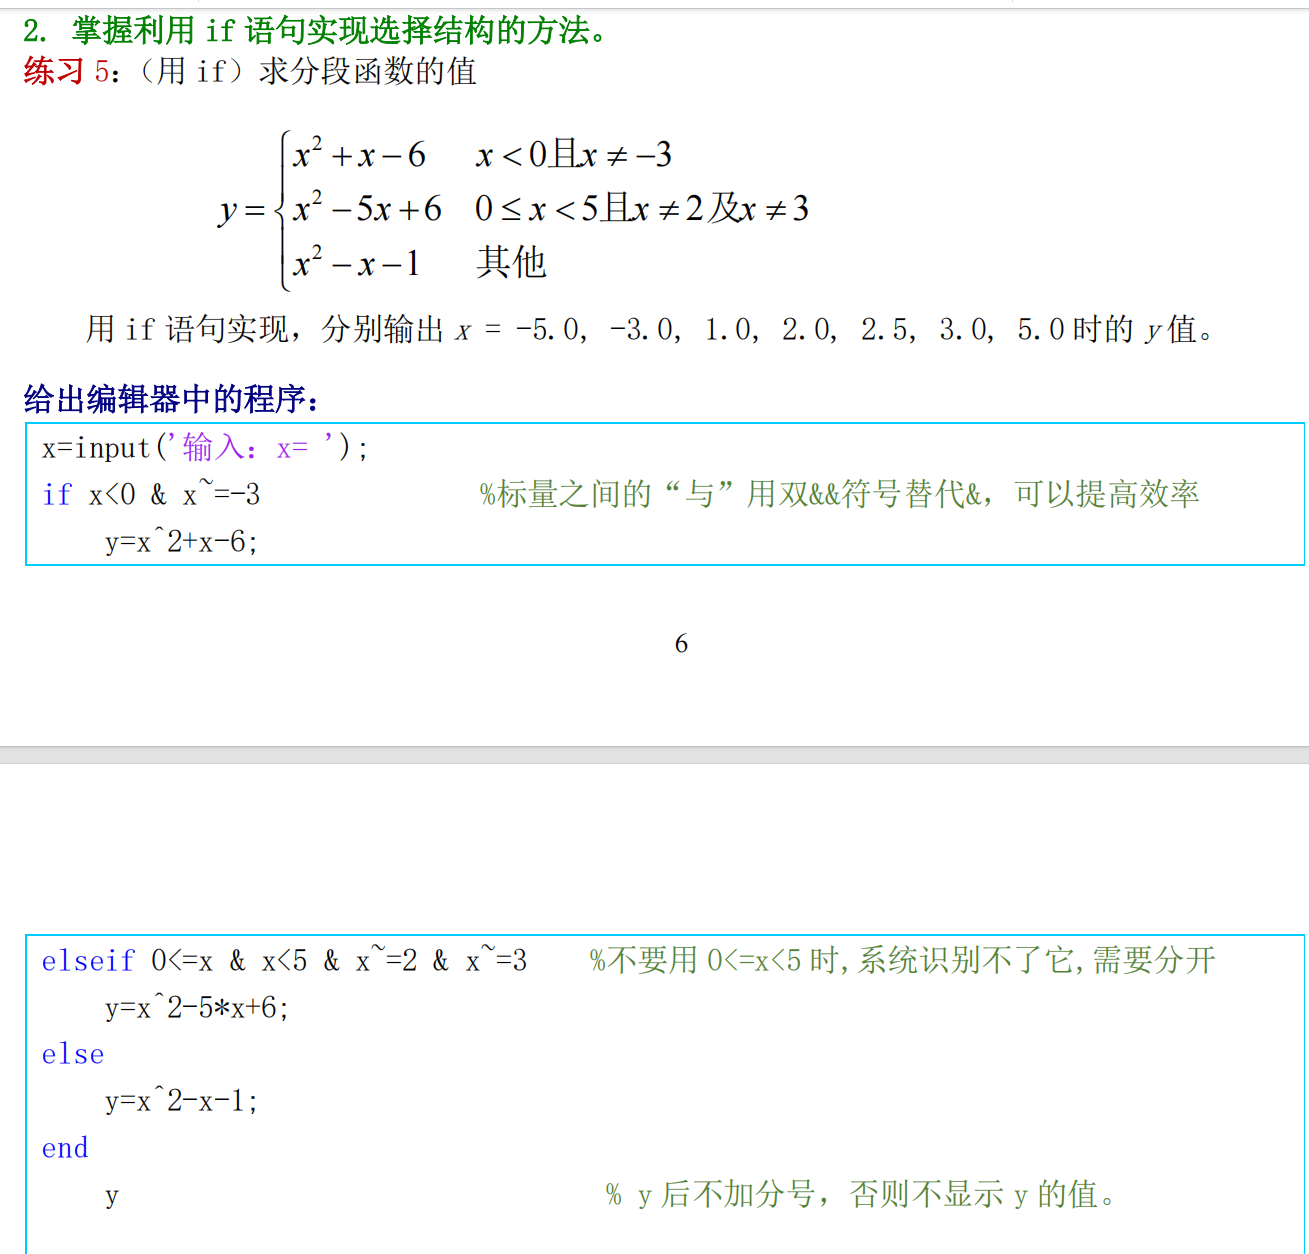 2. 掌握利用 if 语句实现选择结构的方法。
练习 5：（用 if）求分段函数的值
x² + x − 6 x < 0且x ≠ −3
y = { x² − 5x + 6 0 ≤ x < 5且x ≠ 2及x ≠ 3
x² − x − 1 其他
用 if 语句实现，分别输出 x = -5.0, -3.0, 1.0, 2.0, 2.5, 3.0, 5.0 时的 y 值。
给出编辑器中的程序：
x=input('输入：x= ');
if x<0 & x~=-3 %标量之间的“与”用双&&符号替代&，可以提高效率
y=x^2+x-6;
6
elseif 0<=x & x<5 & x~=2 & x~=3 %不要用 0<=x<5 时,系统识别不了它,需要分开
y=x^2-5*x+6;
else
y=x^2-x-1;
end
y % y 后不加分号，否则不显示 y 的值。